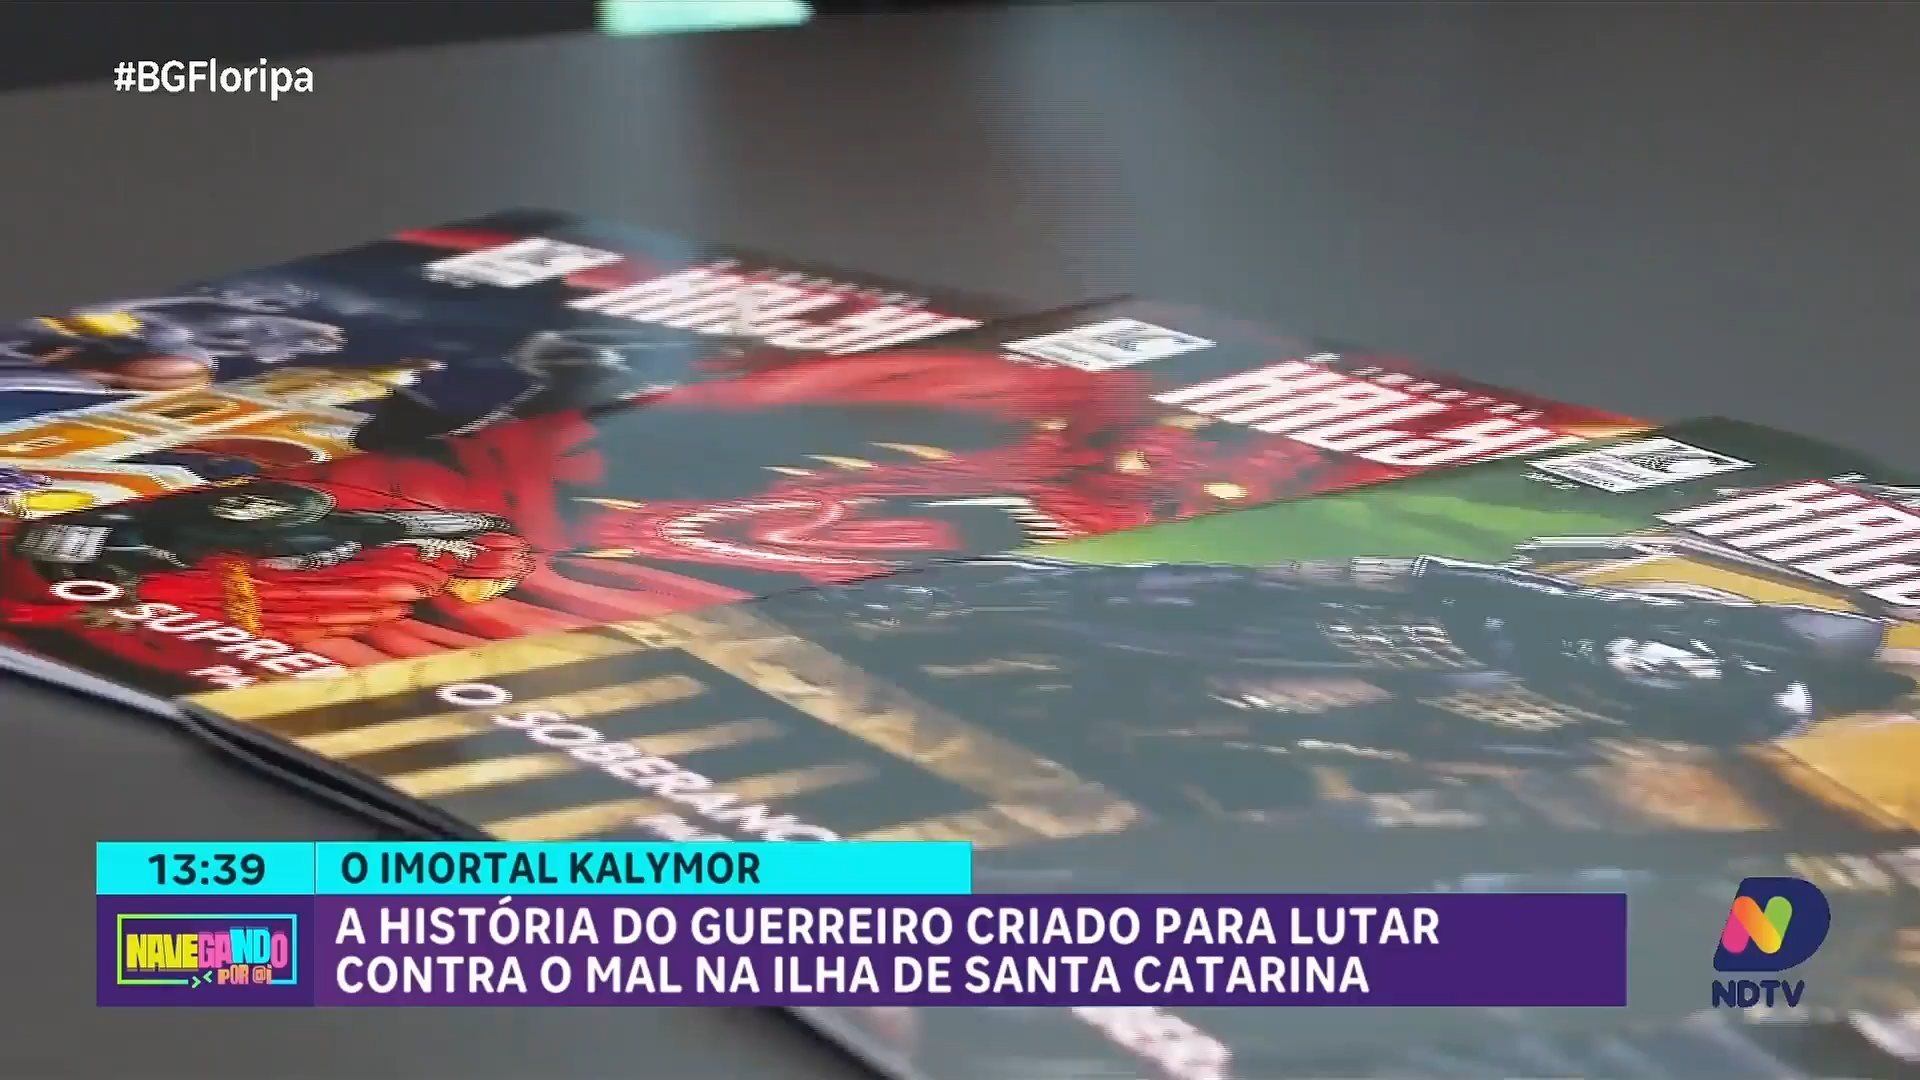 #BGFloripa
O SUPRE
O SOBERANO
13:39
O IMORTAL KALYMOR
NAVEGANDO
POR @í
A HISTÓRIA DO GUERREIRO CRIADO PARA LUTAR
CONTRA O MAL NA ILHA DE SANTA CATARINA
NDTV